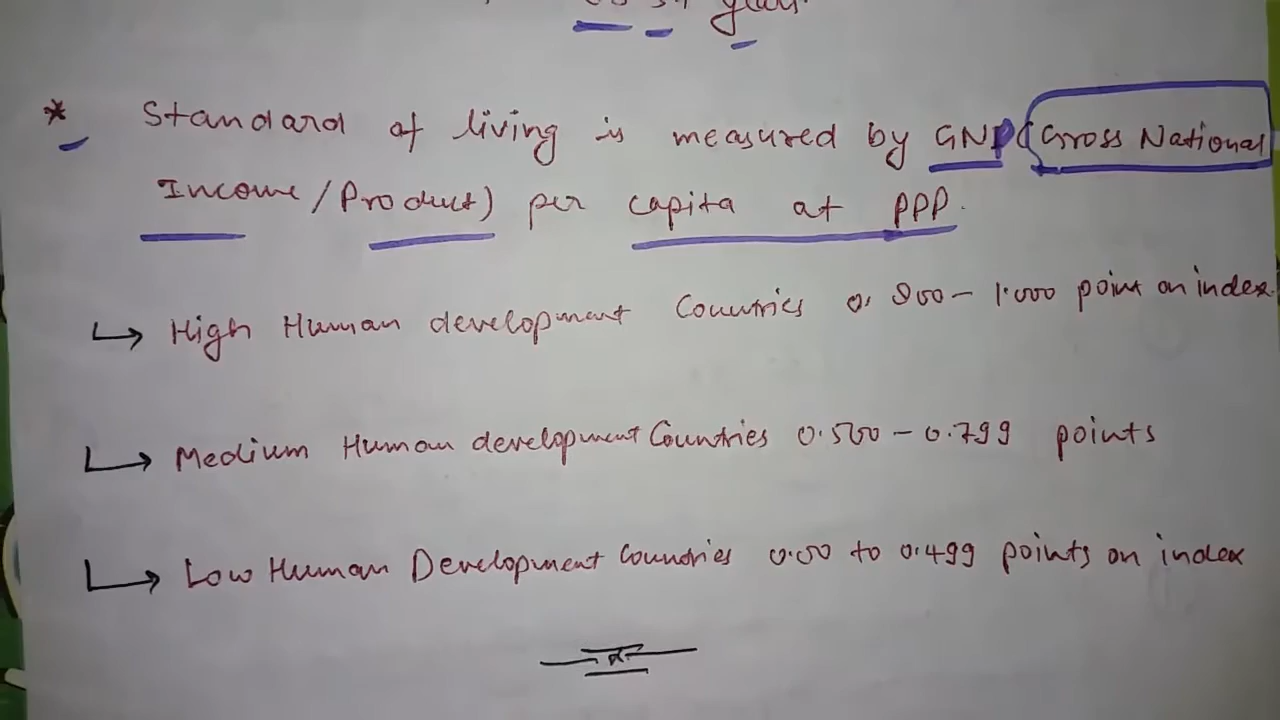 * Standard of living is measured by GNP (Gross National
Income/Product) per capita at PPP.
High Human development Countries 0.800 – 1.000 point on index.
Medium Human development Countries 0.500 – 0.799 points
Low Human Development Countries 0.00 to 0.499 points on index